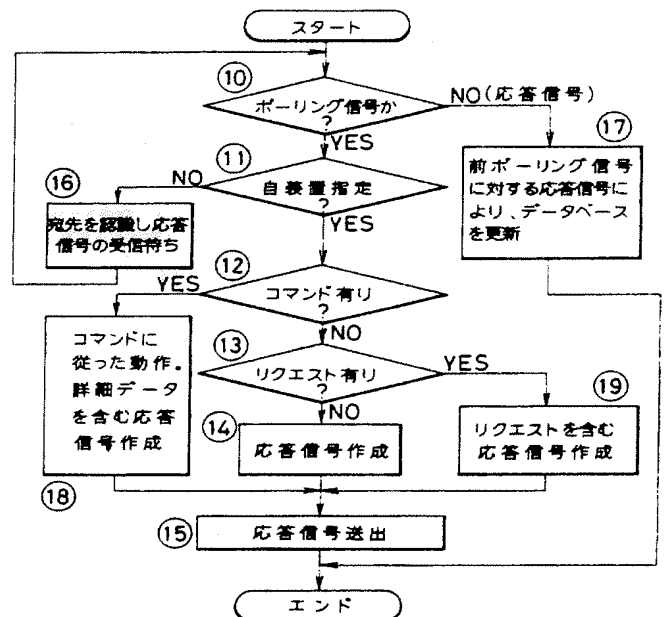 スタート
⑩
ポーリング信号か
?
NO(応答信号)
YES
⑰
前ポーリング信号
に対する応答信号に
より、データベース
を更新
⑪
NO
自装置指定
?
YES
⑯
宛先を認識し応答
信号の受信待ち
⑫
YES
コマンド有り
?
NO
コマンドに
従った動作。
詳細データ
を含む応答
信号作成
⑱
⑬
リクエスト有り
?
YES
NO
⑭
応答信号作成
⑲
リクエストを含む
応答信号作成
⑮
応答信号送出
エンド